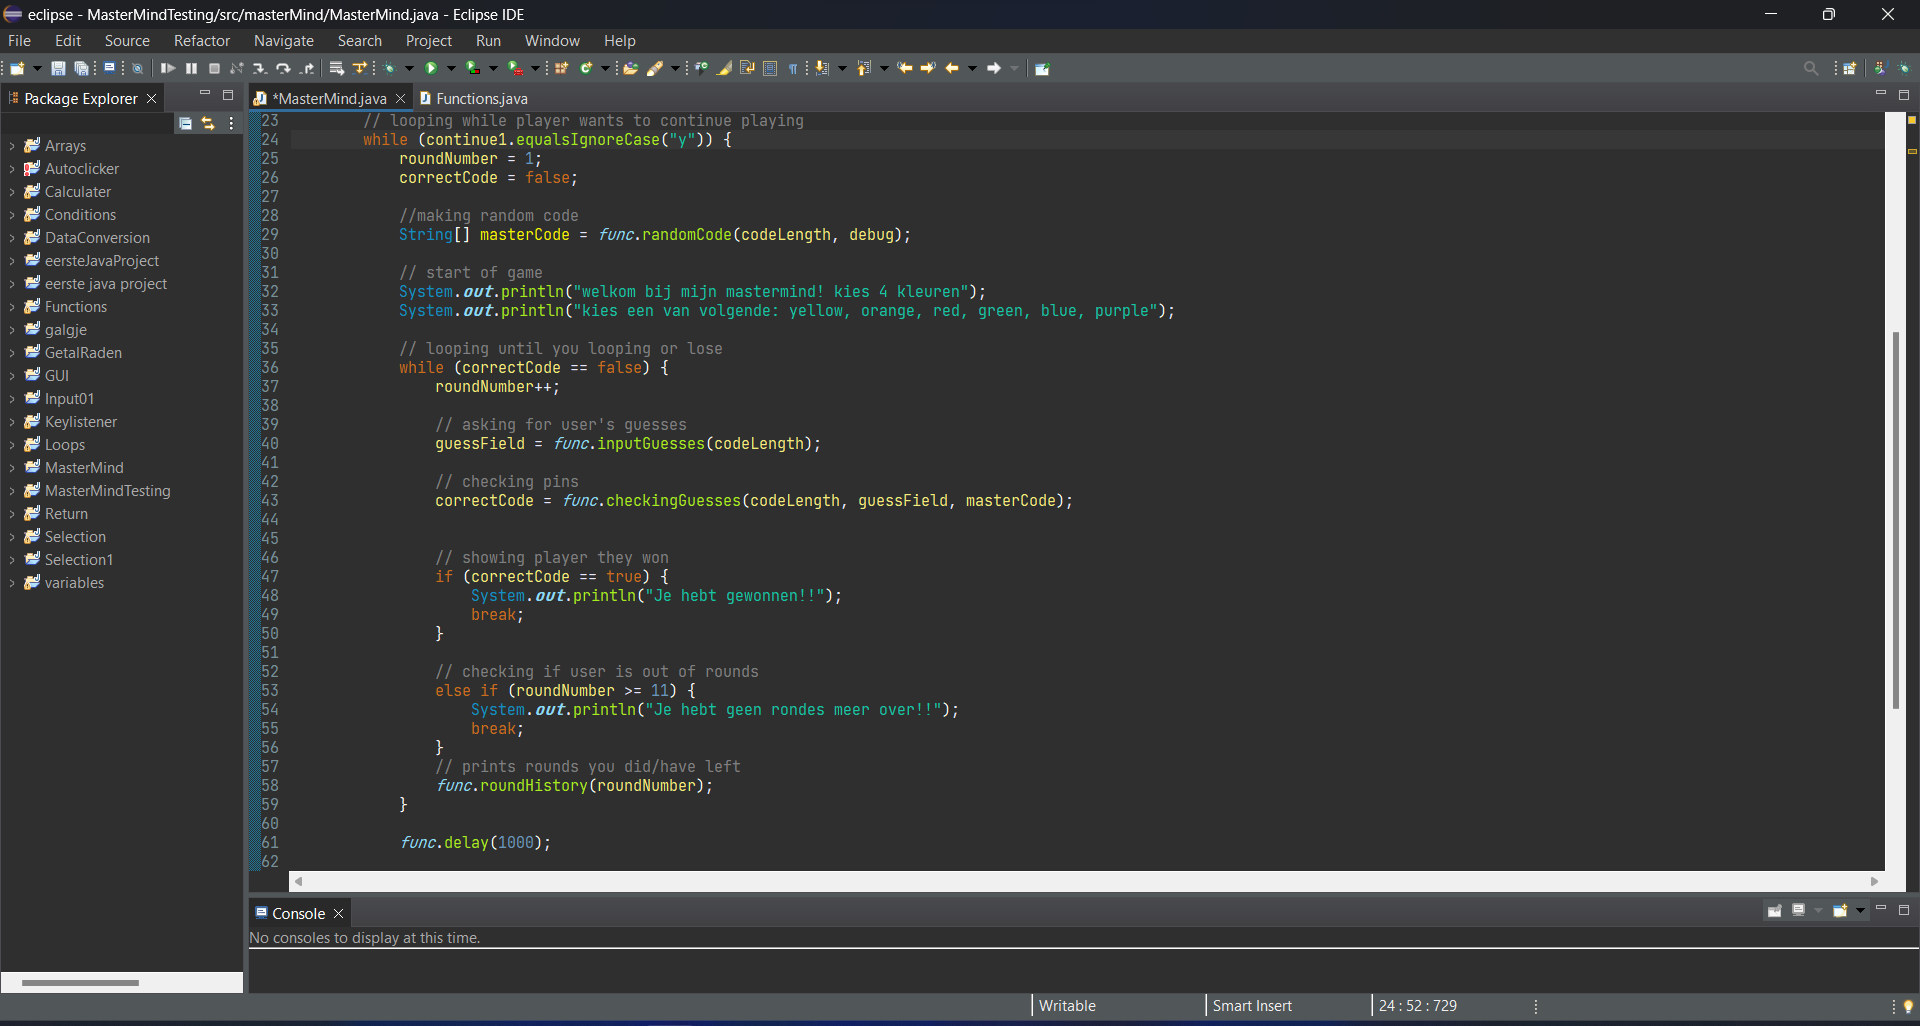 eclipse - MasterMindTesting/src/masterMind/MasterMind.java - Eclipse IDE
File Edit Source Refactor Navigate Search Project Run Window Help
Package Explorer
Arrays
Autoclicker
Calculater
Conditions
DataConversion
eersteJavaProject
eerste java project
Functions
galgje
GetalRaden
GUI
Input01
Keylistener
Loops
MasterMind
MasterMindTesting
Return
Selection
Selection1
variables
*MasterMind.java Functions.java
23 // looping while player wants to continue playing
24 while (continue1.equalsIgnoreCase("y")) {
25 roundNumber = 1;
26 correctCode = false;
27
28 //making random code
29 String[] masterCode = func.randomCode(codeLength, debug);
30
31 // start of game
32 System.out.println("welkom bij mijn mastermind! kies 4 kleuren");
33 System.out.println("kies een van volgende: yellow, orange, red, green, blue, purple");
34
35 // looping until you looping or lose
36 while (correctCode == false) {
37 roundNumber++;
38
39 // asking for user's guesses
40 guessField = func.inputGuesses(codeLength);
41
42 // checking pins
43 correctCode = func.checkingGuesses(codeLength, guessField, masterCode);
44
45
46 // showing player they won
47 if (correctCode == true) {
48 System.out.println("Je hebt gewonnen!!");
49 break;
50 }
51
52 // checking if user is out of rounds
53 else if (roundNumber >= 11) {
54 System.out.println("Je hebt geen rondes meer over!!");
55 break;
56 }
57 // prints rounds you did/have left
58 func.roundHistory(roundNumber);
59 }
60
61 func.delay(1000);
62
Console
No consoles to display at this time.
Writable Smart Insert 24 : 52 : 729